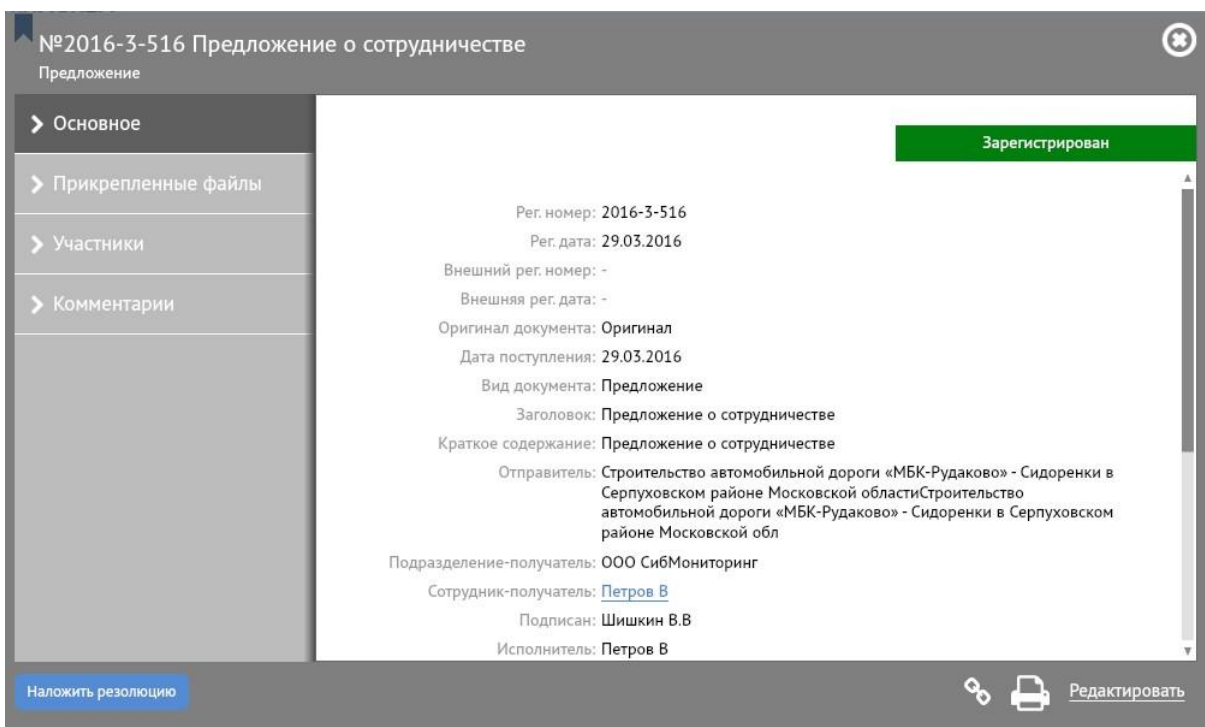 №2016-3-516 Предложение о сотрудничестве
Предложение
Основное
Прикрепленные файлы
Участники
Комментарии
Зарегистрирован
Рег. номер: 2016-3-516
Рег. дата: 29.03.2016
Внешний рег. номер: -
Внешняя рег. дата: -
Оригинал документа: Оригинал
Дата поступления: 29.03.2016
Вид документа: Предложение
Заголовок: Предложение о сотрудничестве
Краткое содержание: Предложение о сотрудничестве
Отправитель: Строительство автомобильной дороги «МБК-Рудаково» - Сидоренки в
Серпуховском районе Московской областиСтроительство
автомобильной дороги «МБК-Рудаково» - Сидоренки в Серпуховском
районе Московской обл
Подразделение-получатель: ООО СибМониторинг
Сотрудник-получатель: Петров В
Подписан: Шишкин В.В
Исполнитель: Петров В
Наложить резолюцию
Редактировать